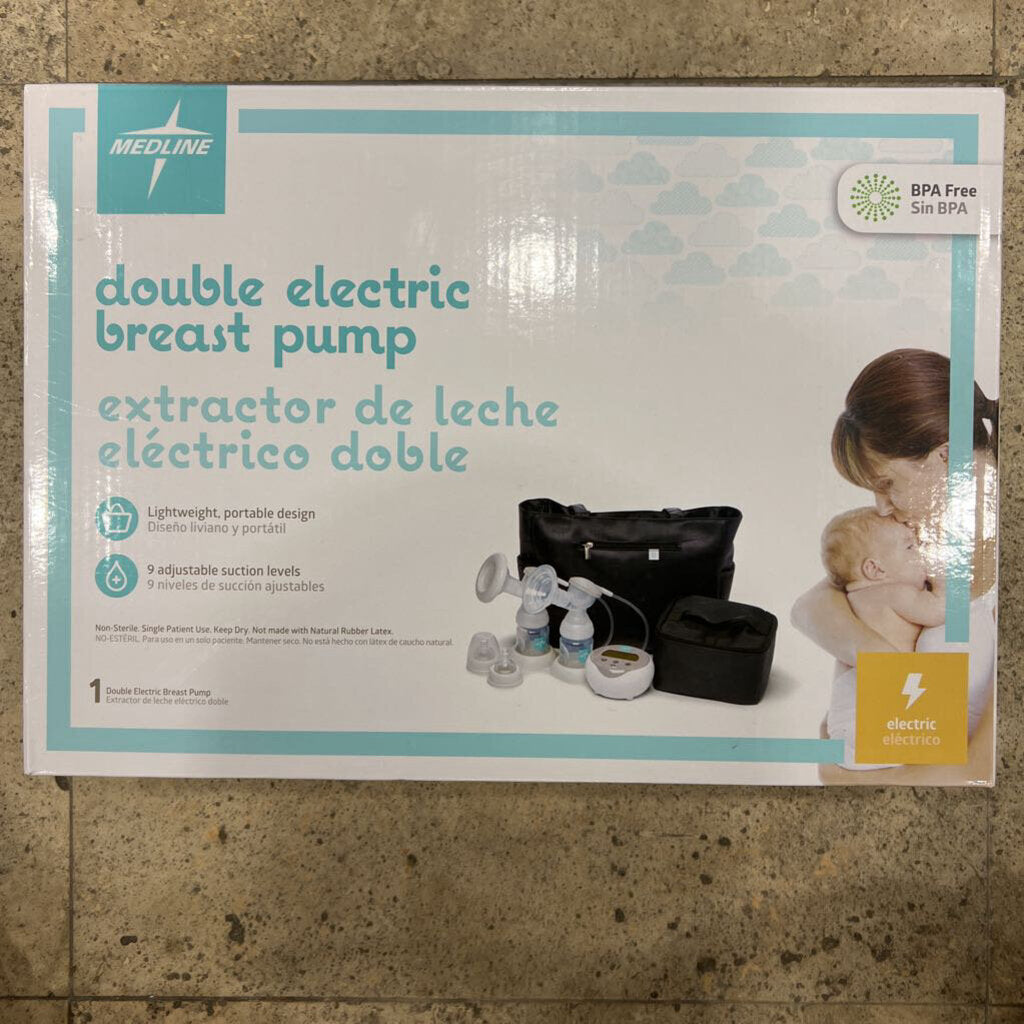 MEDLINE
BPA Free
Sin BPA
double electric
breast pump
extractor de leche
eléctrico doble
Lightweight, portable design
Diseño liviano y portátil
9 adjustable suction levels
9 niveles de succión ajustables
Non-Sterile. Single Patient Use. Keep Dry. Not made with Natural Rubber Latex.
NO-ESTÉRIL. Para uso en un solo paciente. Mantener seco. No está hecho con látex de caucho natural.
1 Double Electric Breast Pump
Extractor de leche eléctrico doble
electric
eléctrico